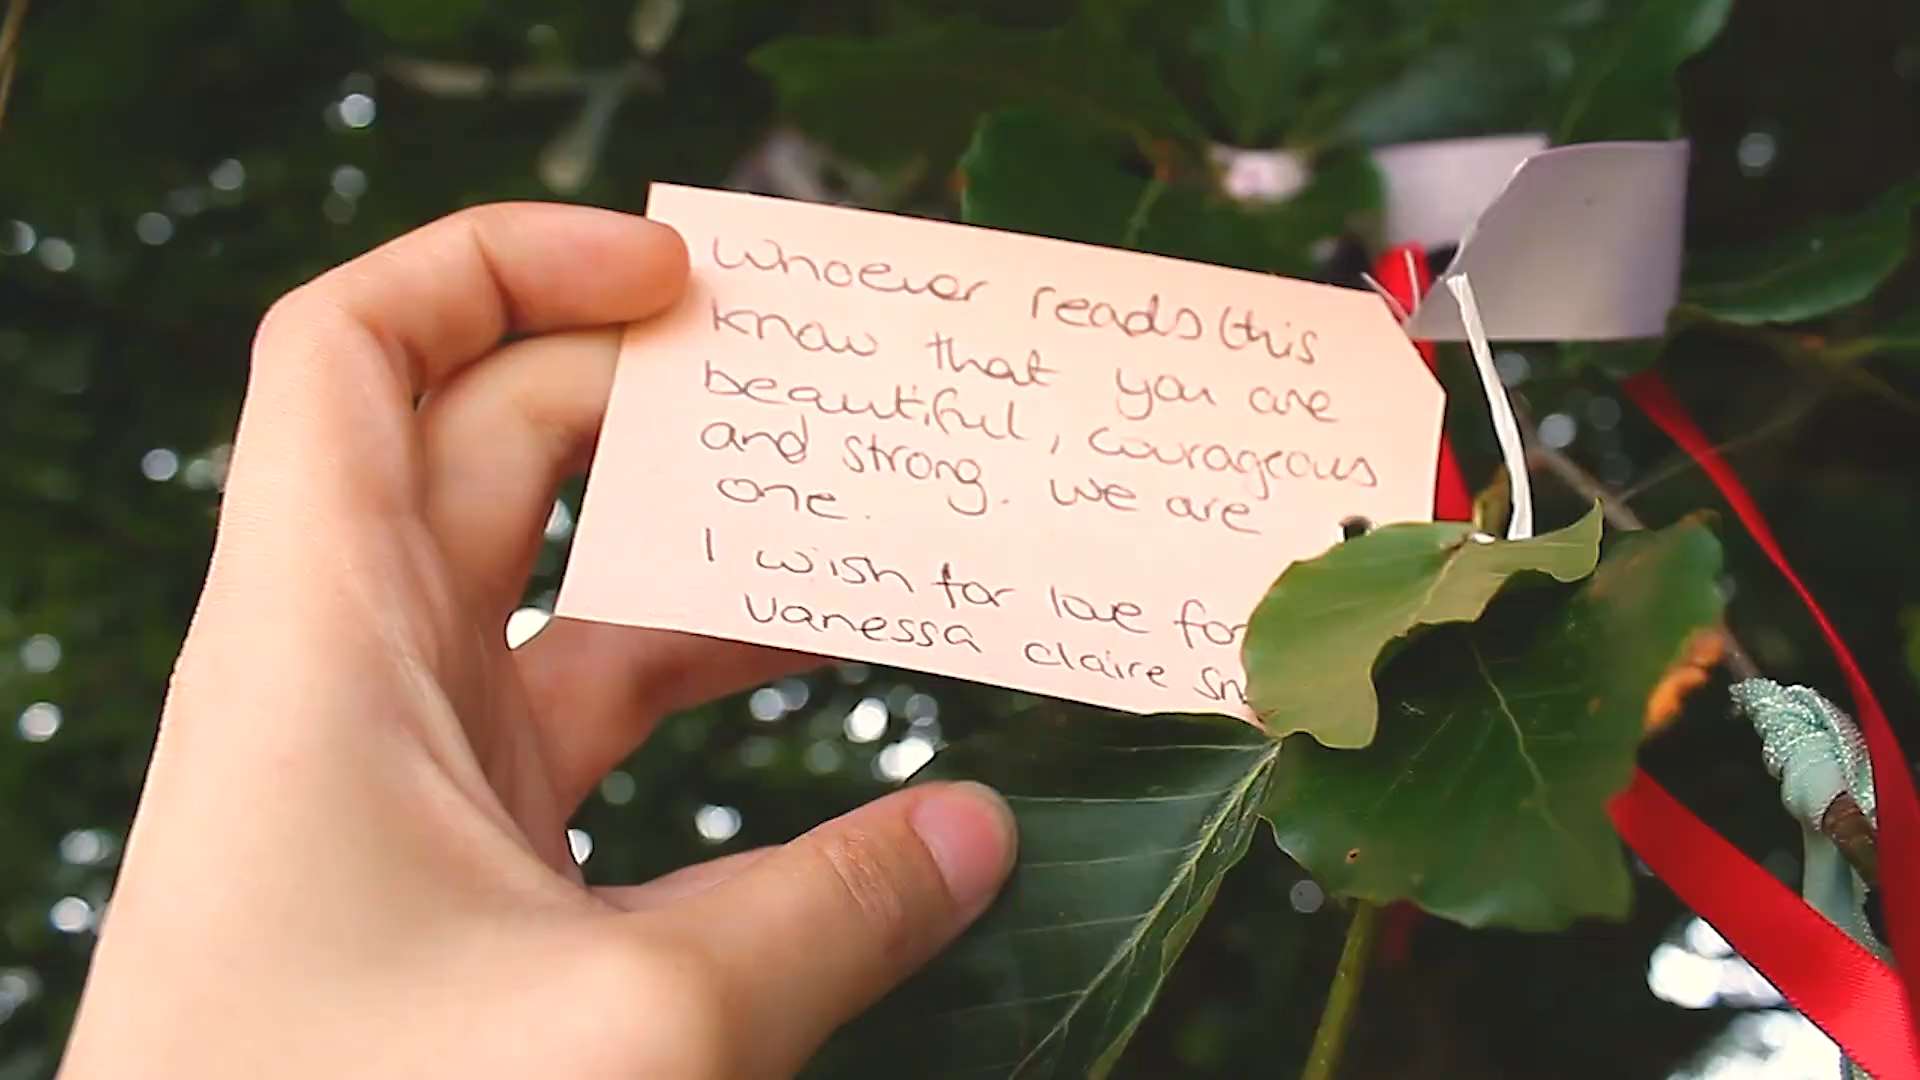 Whoever reads this
know that you are
beautiful, courageous
and strong. We are
one.
I wish for love for
Vanessa Claire